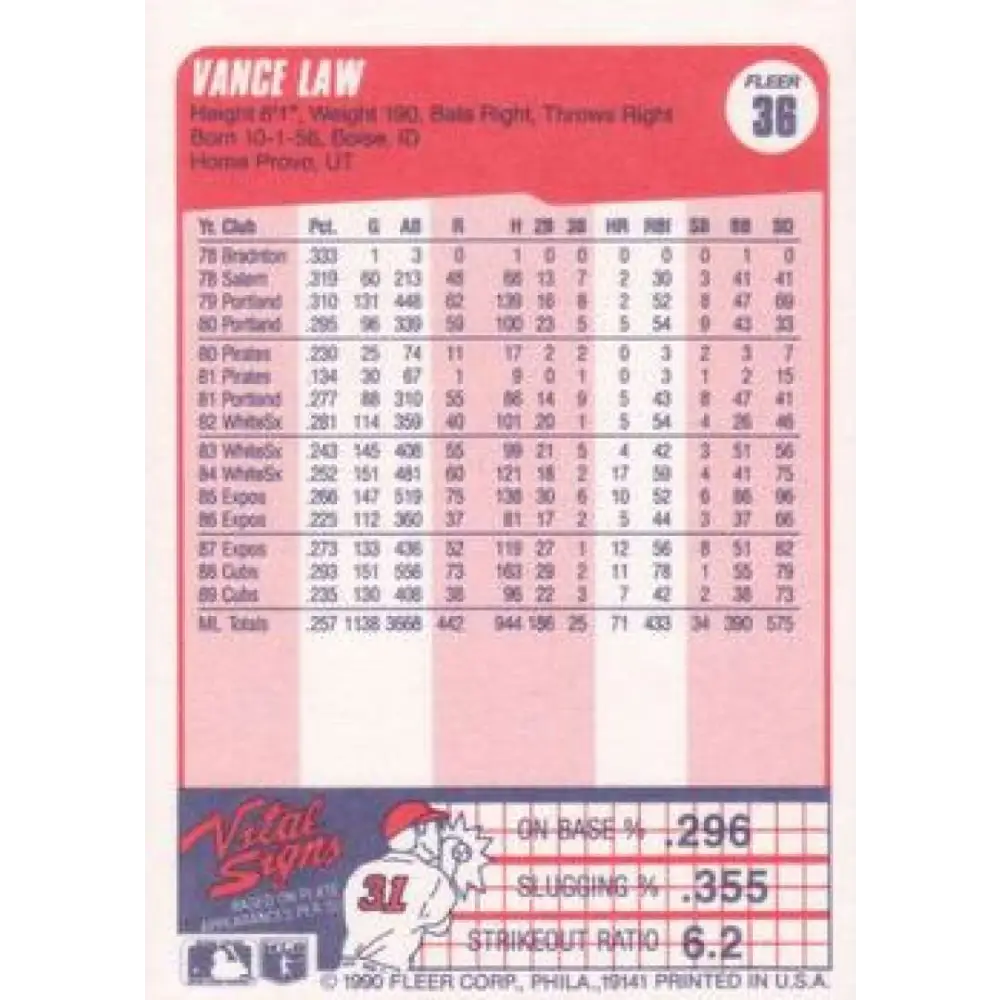 VANCE LAW
FLEER
36
Height 6'1", Weight 190, Bats Right, Throws Right
Born 10-1-56, Boise, ID
Home Provo, UT
Yr. Club Pct. G AB R H 2B 3B HR RBI SB BB SO
78 Bradnton .333 1 3 0 1 0 0 0 0 0 1 0
78 Salem .319 60 213 48 68 13 7 2 30 3 41 41
79 Portland .310 131 448 62 139 16 8 2 52 8 47 69
80 Portland .295 96 339 59 100 23 5 5 54 9 43 33
80 Pirates .230 25 74 11 17 2 2 0 3 2 3 7
81 Pirates .134 30 67 1 9 0 1 0 3 1 2 15
81 Portland .277 88 310 55 86 14 9 5 43 8 47 41
82 WhiteSx .281 114 359 40 101 20 1 5 54 4 26 46
83 WhiteSx .243 145 408 55 99 21 5 4 42 3 51 56
84 WhiteSx .252 151 481 60 121 18 2 17 59 4 41 75
85 Expos .266 147 519 75 138 30 6 10 52 6 86 96
86 Expos .225 112 360 37 81 17 2 5 44 3 37 66
87 Expos .273 133 436 52 119 27 1 12 56 8 51 62
88 Cubs .293 151 556 73 163 29 2 11 78 1 55 79
89 Cubs .235 130 408 38 96 22 3 7 42 2 38 73
ML Totals .257 1138 3668 442 944 186 25 71 433 34 390 575
Vital
Signs
BASED ON PLATE
APPEARANCES PLR
31
ON BASE % .296
SLUGGING % .355
STRIKEOUT RATIO 6.2
© 1990 FLEER CORP., PHILA., 19141 PRINTED IN U.S.A.